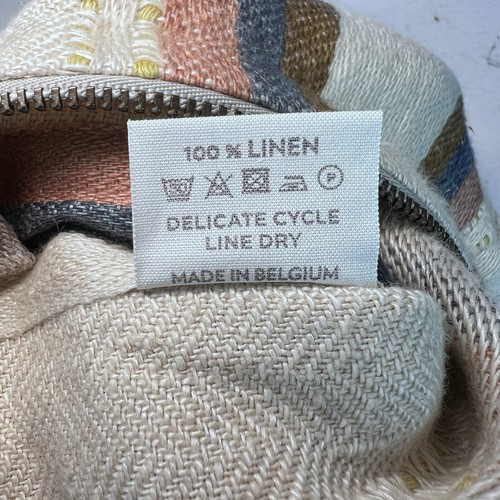 100 % LINEN
P
DELICATE CYCLE
LINE DRY
MADE IN BELGIUM